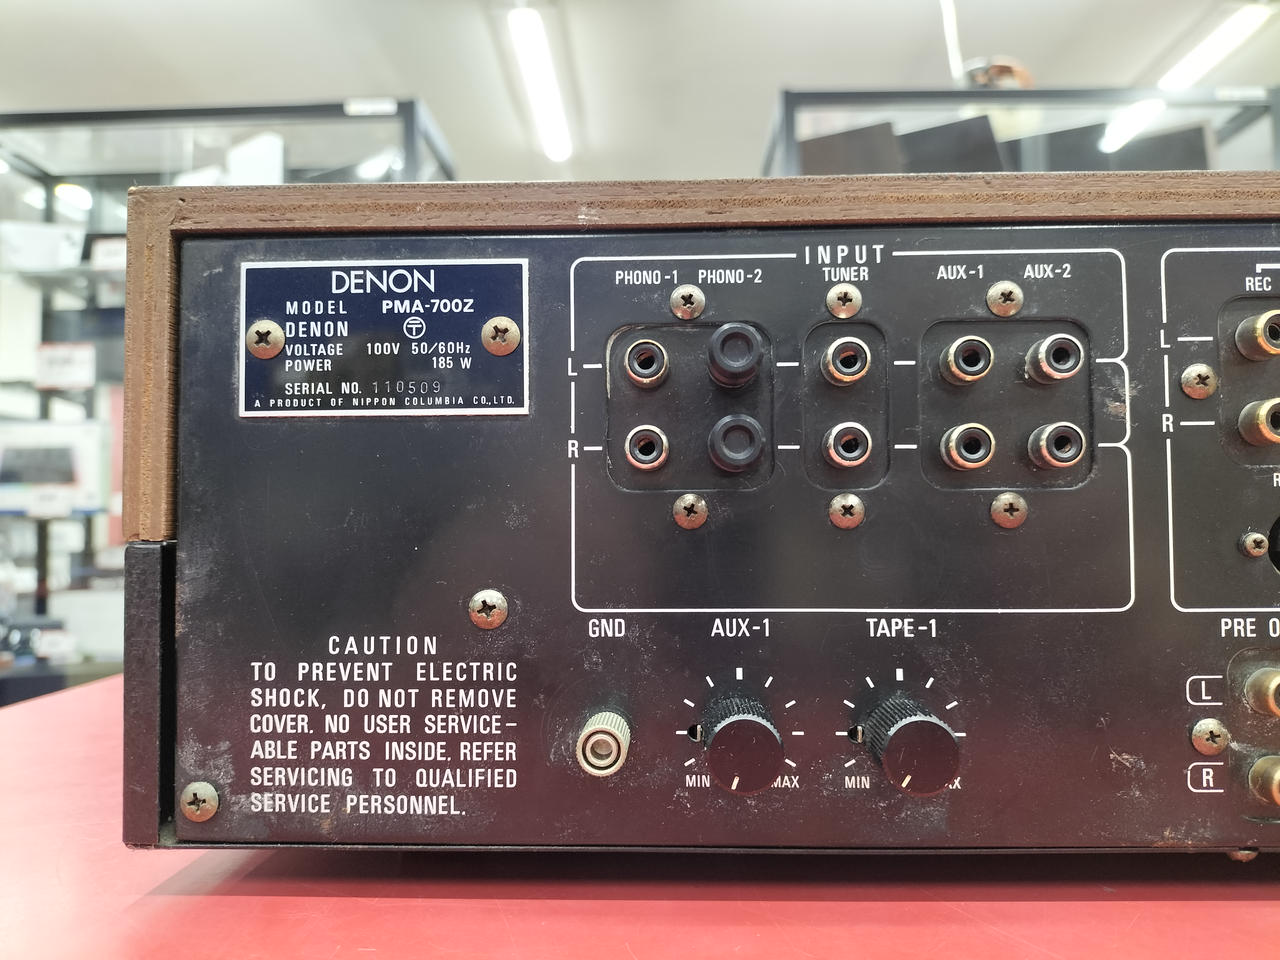 DENON
MODEL PMA-700Z
DENON
VOLTAGE 100V 50/60Hz
POWER 185 W
SERIAL NO. 110509
A PRODUCT OF NIPPON COLUMBIA CO.,LTD.
INPUT
PHONO-1 PHONO-2 TUNER AUX-1 AUX-2
REC
L
L
R
R
GND AUX-1 TAPE-1 PRE
MIN MAX MIN
L
R
CAUTION
TO PREVENT ELECTRIC
SHOCK, DO NOT REMOVE
COVER. NO USER SERVICE-
ABLE PARTS INSIDE. REFER
SERVICING TO QUALIFIED
SERVICE PERSONNEL.